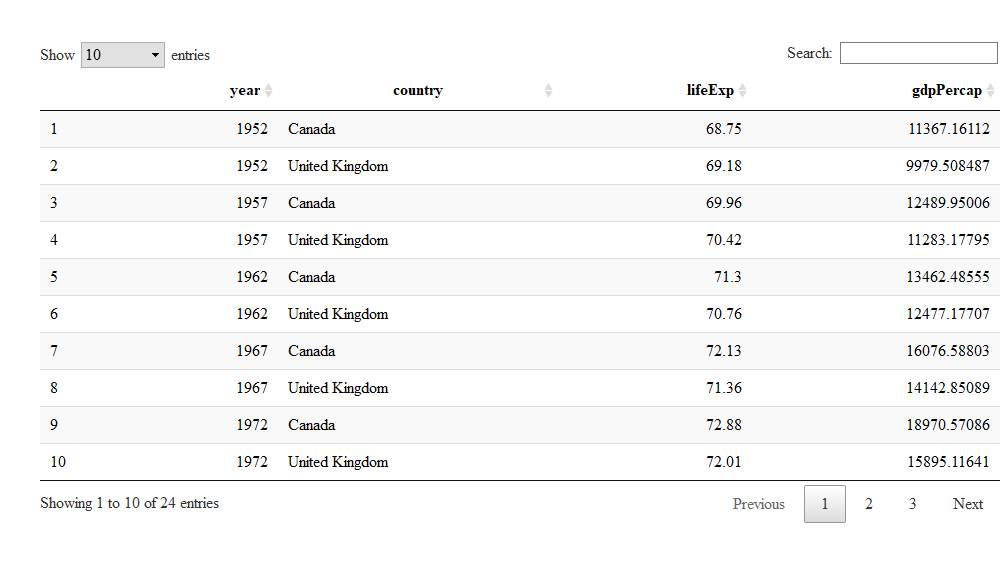 Show 10 entries Search:
year country lifeExp gdpPercap
1 1952 Canada 68.75 11367.16112
2 1952 United Kingdom 69.18 9979.508487
3 1957 Canada 69.96 12489.95006
4 1957 United Kingdom 70.42 11283.17795
5 1962 Canada 71.3 13462.48555
6 1962 United Kingdom 70.76 12477.17707
7 1967 Canada 72.13 16076.58803
8 1967 United Kingdom 71.36 14142.85089
9 1972 Canada 72.88 18970.57086
10 1972 United Kingdom 72.01 15895.11641
Showing 1 to 10 of 24 entries Previous 1 2 3 Next